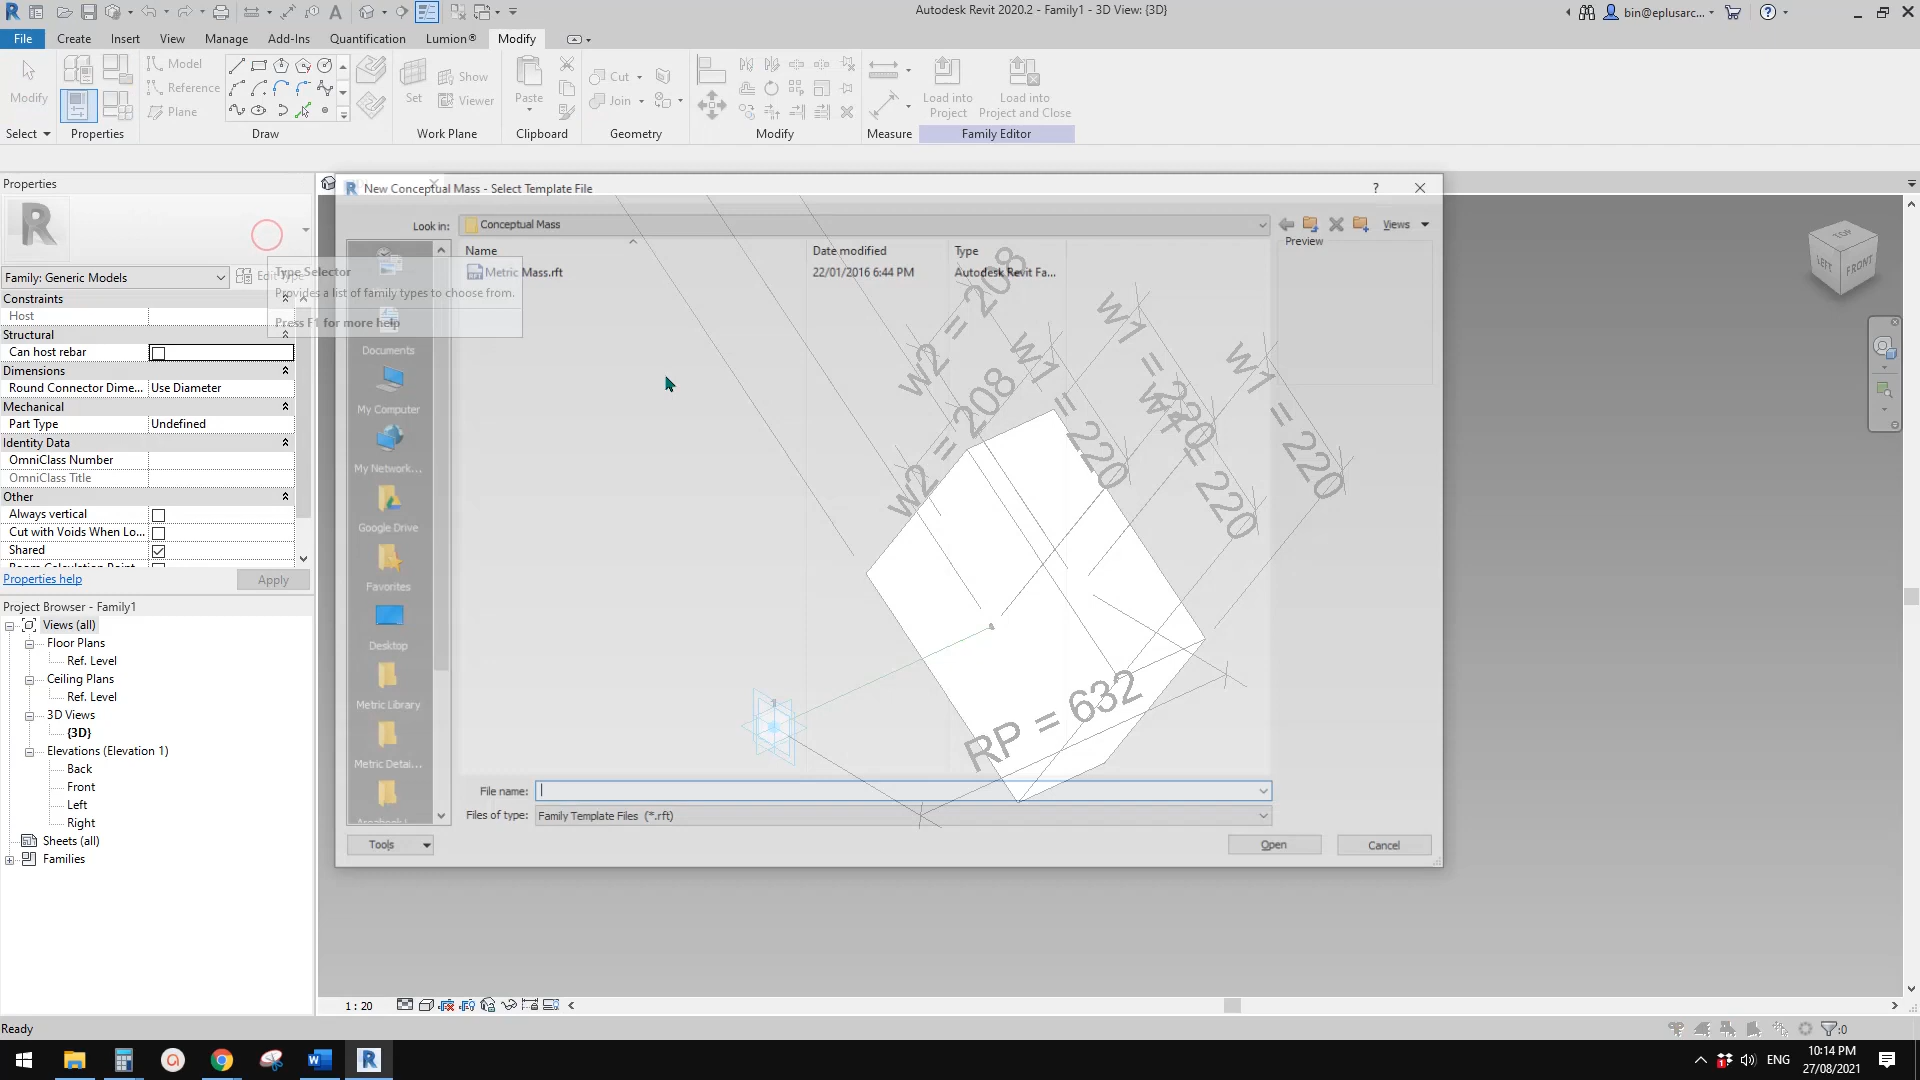 Autodesk Revit 2020.2 - Family1 - 3D View: {3D}
bin@eplusarc...
File Create Insert View Manage Add-Ins Quantification Lumion® Modify
Modify
Model
Reference
Plane
Set
Show
Viewer
Paste
Cut
Join
Load into
Project
Load into
Project and Close
Select Properties Draw Work Plane Clipboard Geometry Modify Measure Family Editor
Properties
Family: Generic Models
Edit Type
Constraints
Host
Structural
Can host rebar
Dimensions
Round Connector Dime... Use Diameter
Mechanical
Part Type Undefined
Identity Data
OmniClass Number
OmniClass Title
Other
Always vertical
Cut with Voids When Lo...
Shared
Room Calculation Point
Properties help Apply
Type Selector
Provides a list of family types to choose from.
Press F1 for more help
Project Browser - Family1
Views (all)
Floor Plans
Ref. Level
Ceiling Plans
Ref. Level
3D Views
{3D}
Elevations (Elevation 1)
Back
Front
Left
Right
Sheets (all)
Families
New Conceptual Mass - Select Template File
Look in: Conceptual Mass
Views
Preview
Name Date modified Type
Metric Mass.rft 22/01/2016 6:44 PM Autodesk Revit Fa...
Documents
My Computer
My Network...
Google Drive
Favorites
Desktop
Metric Library
Metric Detai...
File name:
Files of type: Family Template Files (*.rft)
Tools Open Cancel
w2 = 208
w2 = 208
w1 = 220
w1 = 220
w1 = 220
w1 = 220
RP = 632
TOP
LEFT
FRONT
1 : 20
Ready
:0
ENG
10:14 PM
27/08/2021